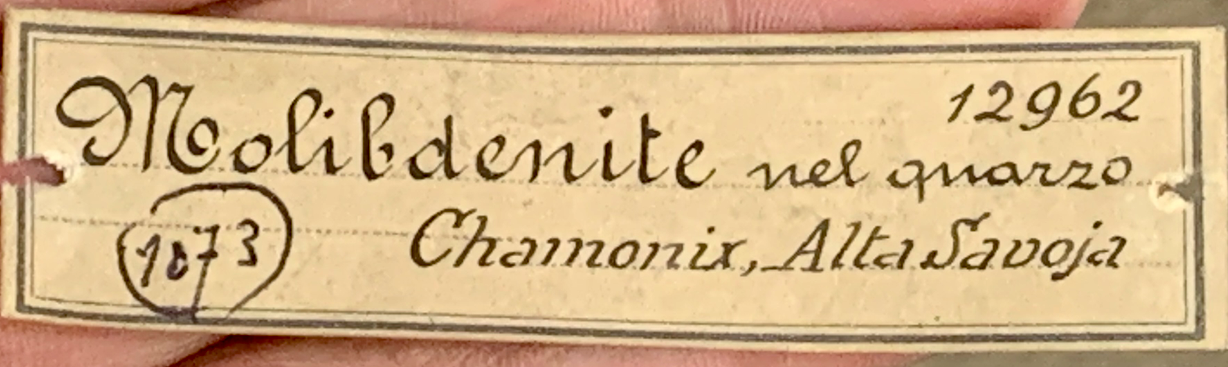 12962
Molibdenite nel quarzo
1073 Chamonix, Alta Savoja